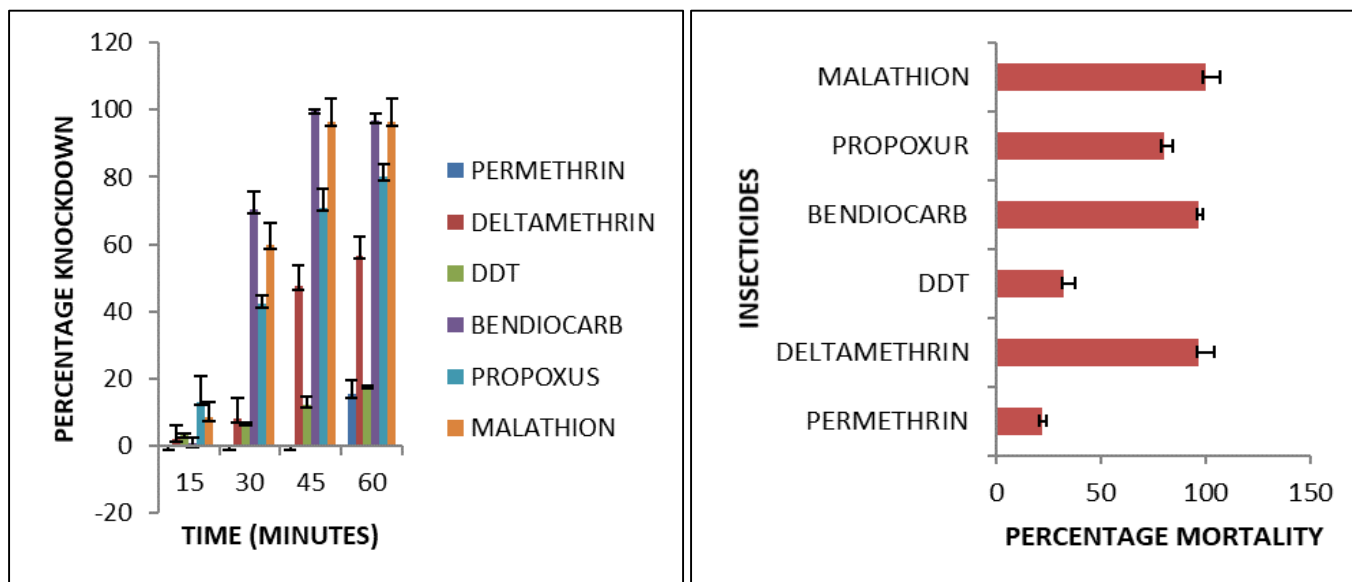 120
100
80
60
40
20
0
-20
PERCENTAGE KNOCKDOWN
15 30 45 60
TIME (MINUTES)
PERMETHRIN
DELTAMETHRIN
DDT
BENDIOCARB
PROPOXUS
MALATHION
INSECTICIDES
MALATHION
PROPOXUR
BENDIOCARB
DDT
DELTAMETHRIN
PERMETHRIN
0 50 100 150
PERCENTAGE MORTALITY